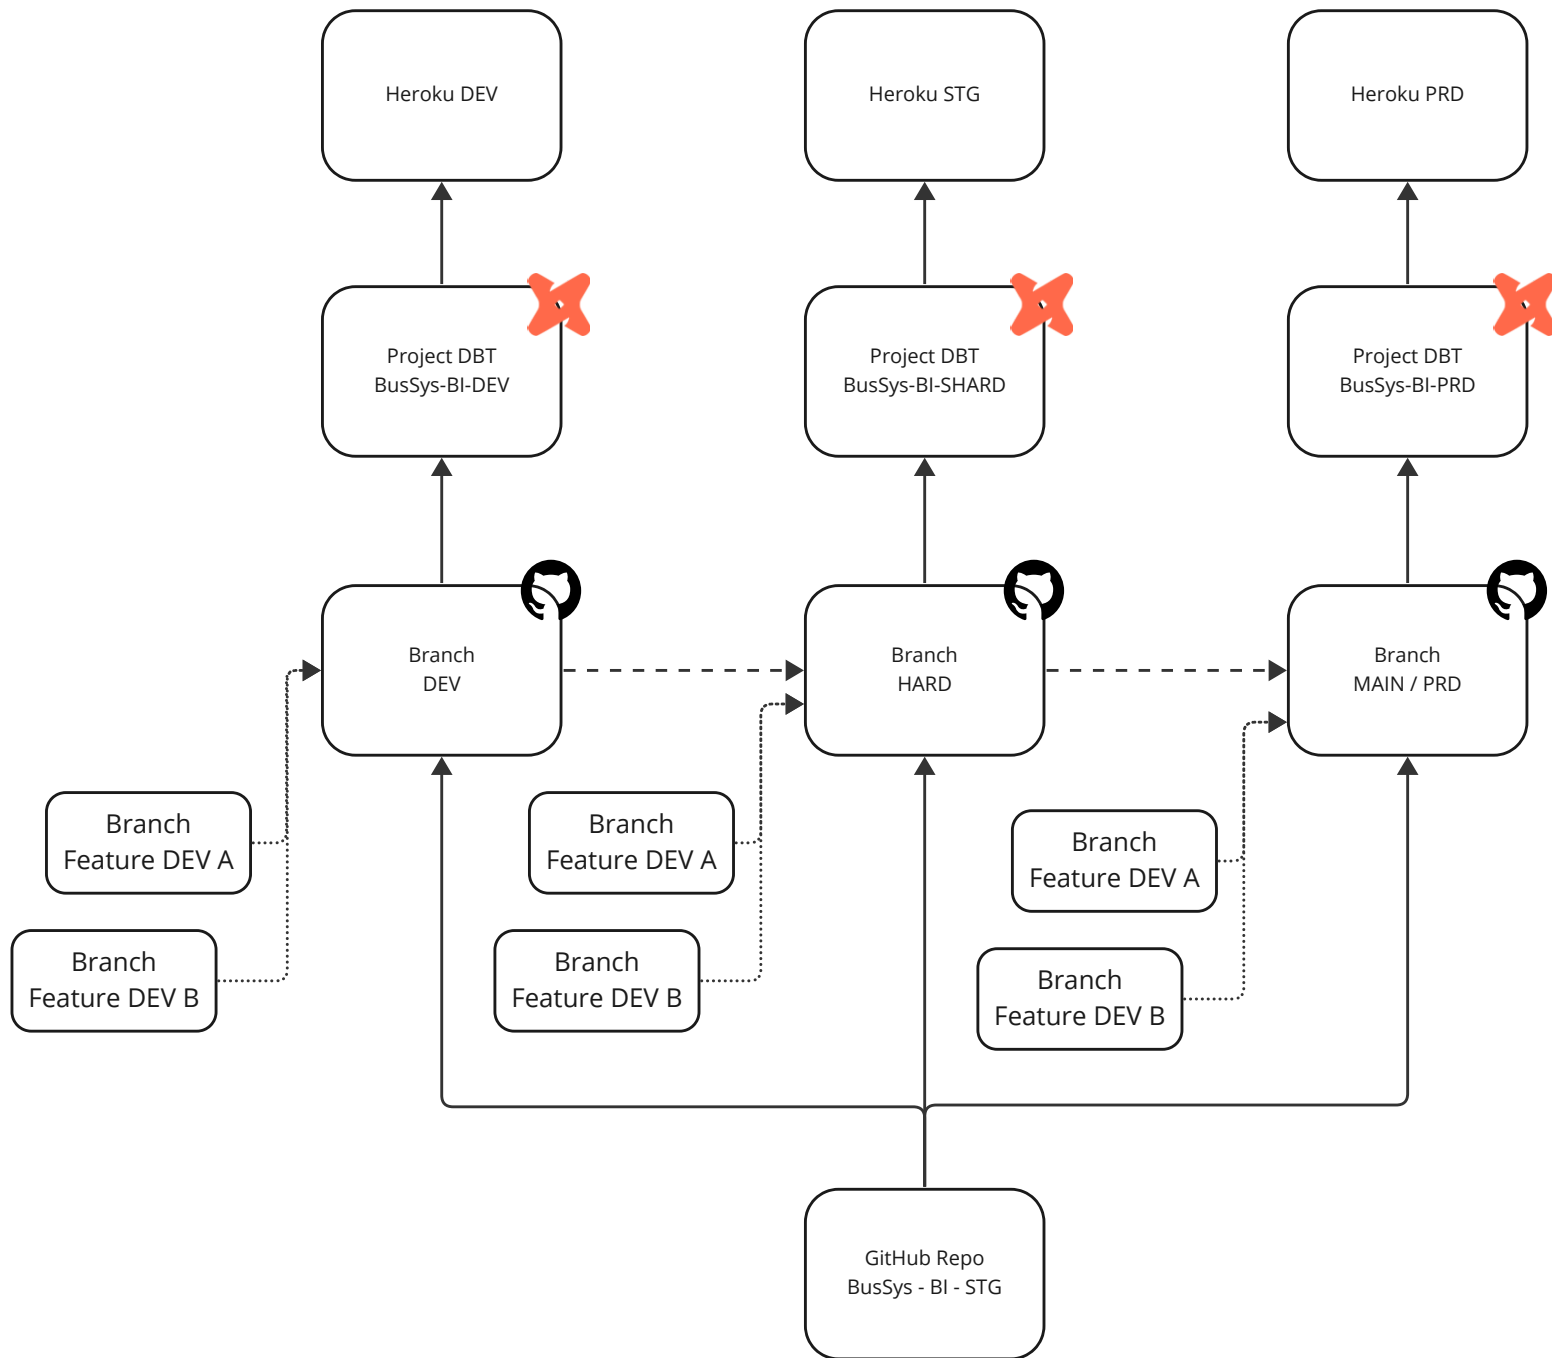 Heroku DEV
Heroku STG
Heroku PRD
Project DBT
BusSys-BI-DEV
Project DBT
BusSys-BI-SHARD
Project DBT
BusSys-BI-PRD
Branch
DEV
Branch
HARD
Branch
MAIN / PRD
Branch
Feature DEV A
Branch
Feature DEV A
Branch
Feature DEV A
Branch
Feature DEV B
Branch
Feature DEV B
Branch
Feature DEV B
GitHub Repo
BusSys - BI - STG